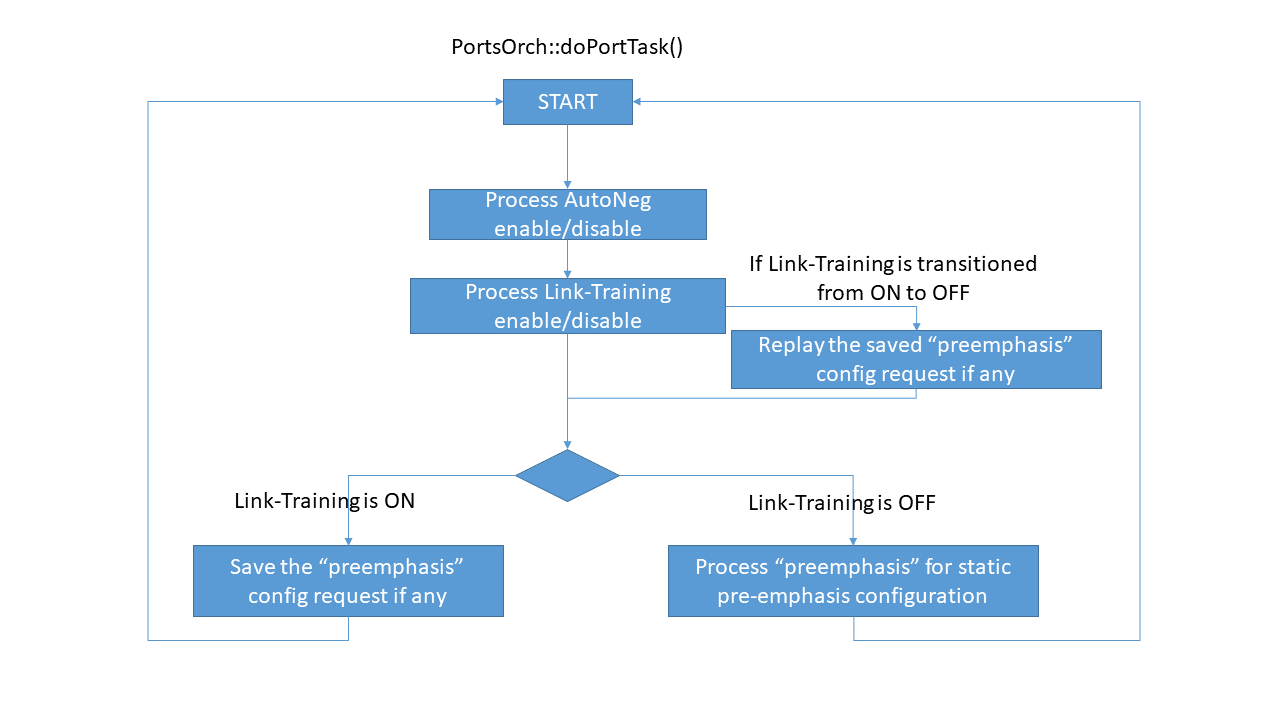 PortsOrch::doPortTask()
START
Process AutoNeg
enable/disable
Process Link-Training
enable/disable
If Link-Training is transitioned
from ON to OFF
Replay the saved “preemphasis”
config request if any
Link-Training is ON
Link-Training is OFF
Save the “preemphasis”
config request if any
Process “preemphasis” for static
pre-emphasis configuration